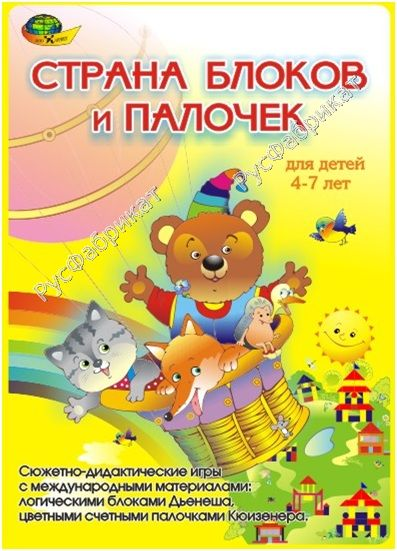 СТРАНА БЛОКОВ
и ПАЛОЧЕК
для детей
4-7 лет
РусФабрикат
РусФабрикат
Сюжетно-дидактические игры
с международными материалами:
логическими блоками Дьенеша,
цветными счетными палочками Кюизенера.